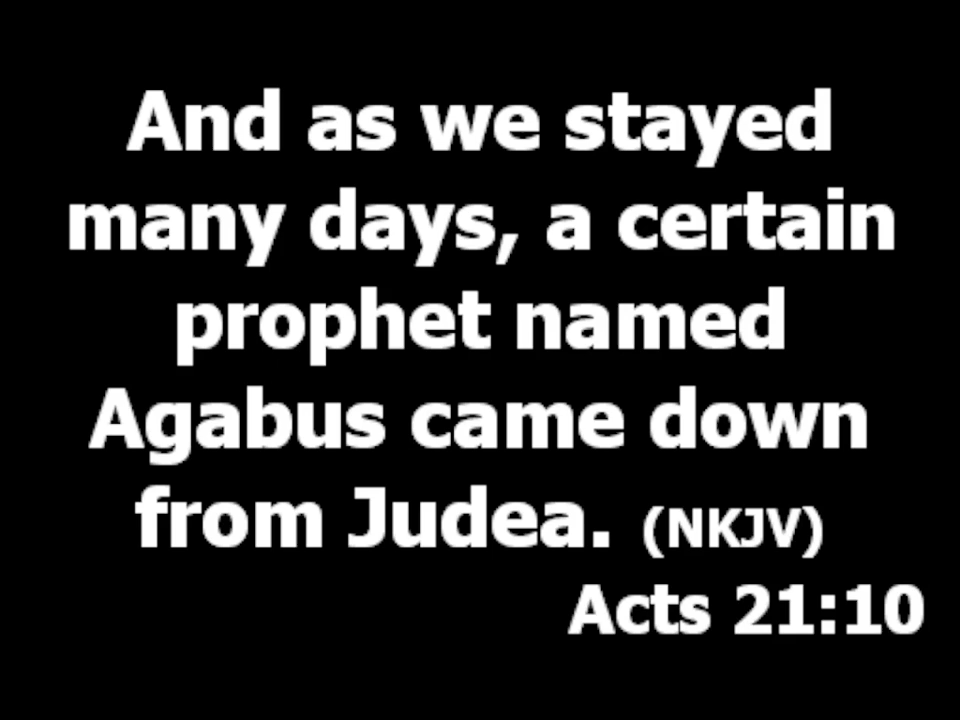 And as we stayed
many days, a certain
prophet named
Agabus came down
from Judea. (NKJV)
Acts 21:10